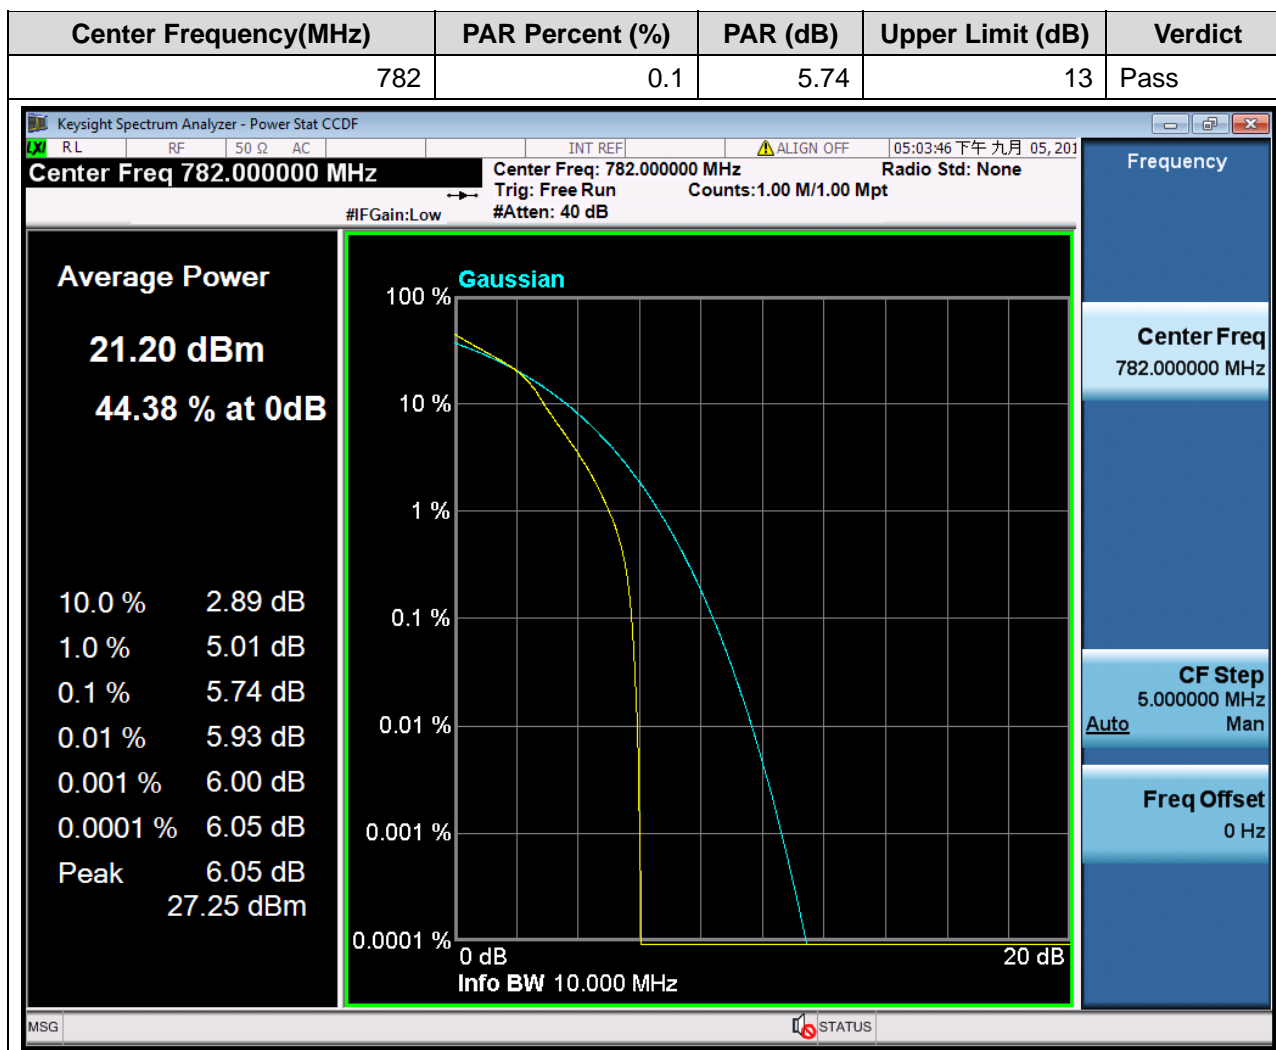 Center Frequency(MHz) PAR Percent (%) PAR (dB) Upper Limit (dB) Verdict
782 0.1 5.74 13 Pass
Keysight Spectrum Analyzer - Power Stat CCDF
LXI RL RF 50 Ω AC INT REF ALIGN OFF 05:03:46 下午 九月 05, 201
Center Freq 782.000000 MHz
Center Freq: 782.000000 MHz Radio Std: None
Trig: Free Run Counts:1.00 M/1.00 Mpt
#IFGain:Low #Atten: 40 dB
Average Power
21.20 dBm
44.38 % at 0dB
10.0 % 2.89 dB
1.0 % 5.01 dB
0.1 % 5.74 dB
0.01 % 5.93 dB
0.001 % 6.00 dB
0.0001 % 6.05 dB
Peak 6.05 dB
27.25 dBm
Gaussian
100 %
10 %
1 %
0.1 %
0.01 %
0.001 %
0.0001 %
0 dB 20 dB
Info BW 10.000 MHz
Frequency
Center Freq
782.000000 MHz
CF Step
5.000000 MHz
Auto Man
Freq Offset
0 Hz
MSG STATUS